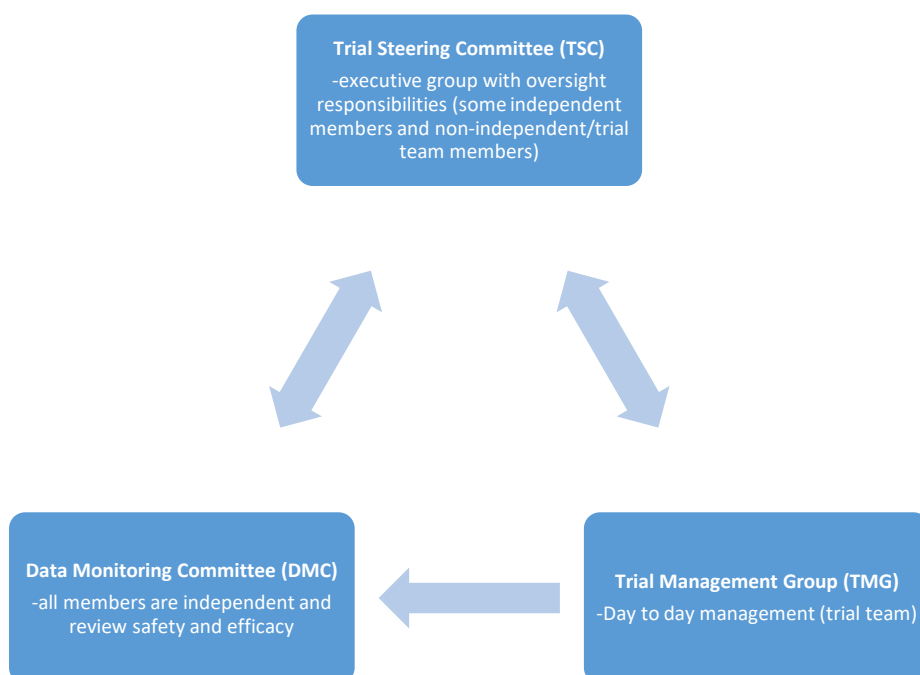 Trial Steering Committee (TSC)
-executive group with oversight
responsibilities (some independent
members and non-independent/trial
team members)
Data Monitoring Committee (DMC)
-all members are independent and
review safety and efficacy
Trial Management Group (TMG)
-Day to day management (trial team)